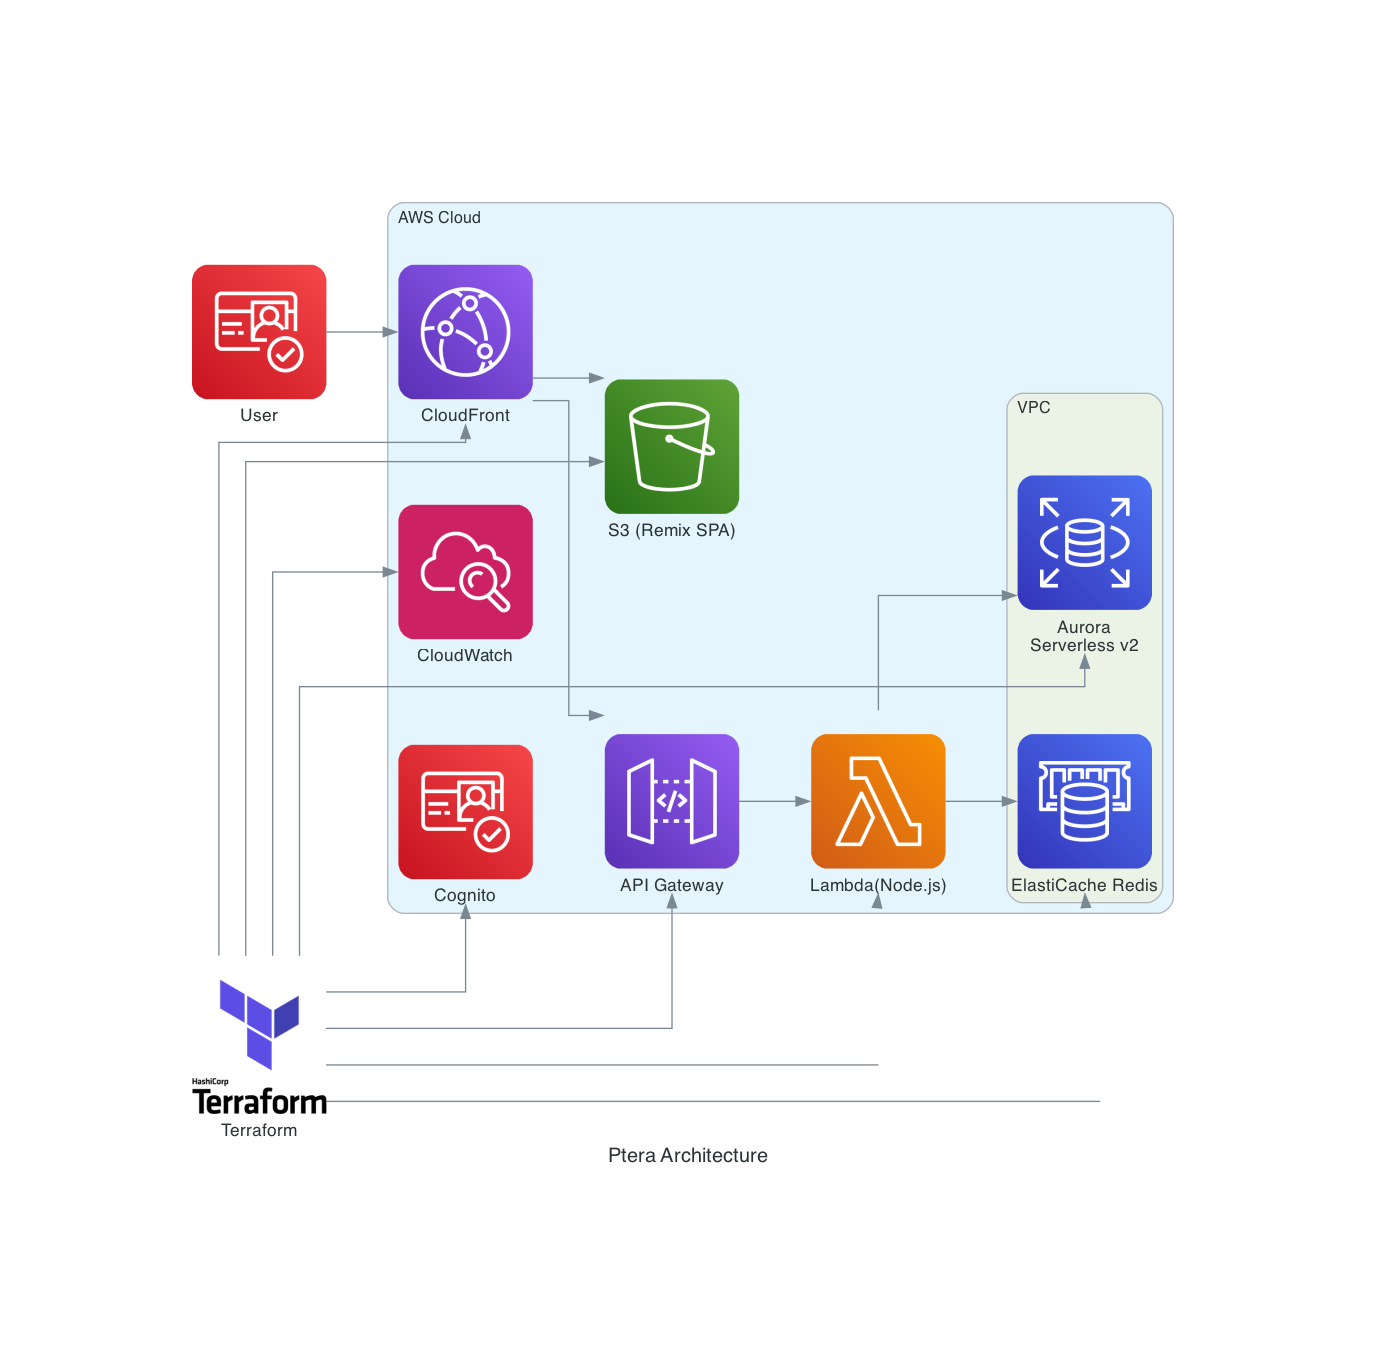 AWS Cloud
User
CloudFront
VPC
S3 (Remix SPA)
Aurora
Serverless v2
CloudWatch
</>
API Gateway
Lambda(Node.js)
ElastiCache Redis
Cognito
HashiCorp
Terraform
Terraform
Ptera Architecture